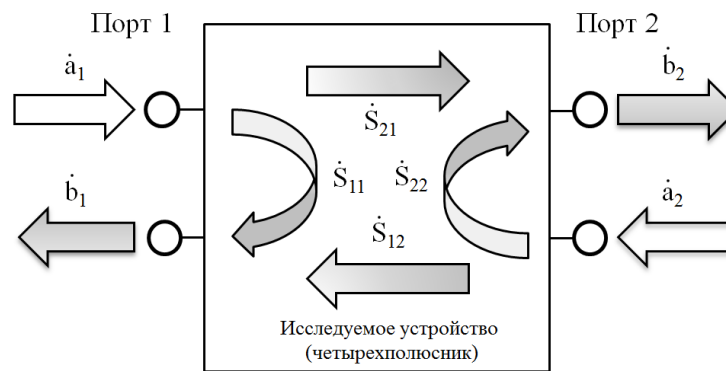 Порт 1
Порт 2
ȧ₁
ḃ₂
Ṡ₂₁
Ṡ₁₁
Ṡ₂₂
ḃ₁
ȧ₂
Ṡ₁₂
Исследуемое устройство
(четырехполюсник)